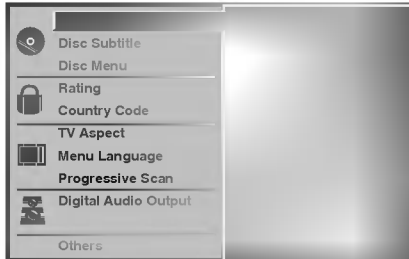 Disc Subtitle
Disc Menu
Rating
Country Code
TV Aspect
Menu Language
Progressive Scan
Digital Audio Output
Others